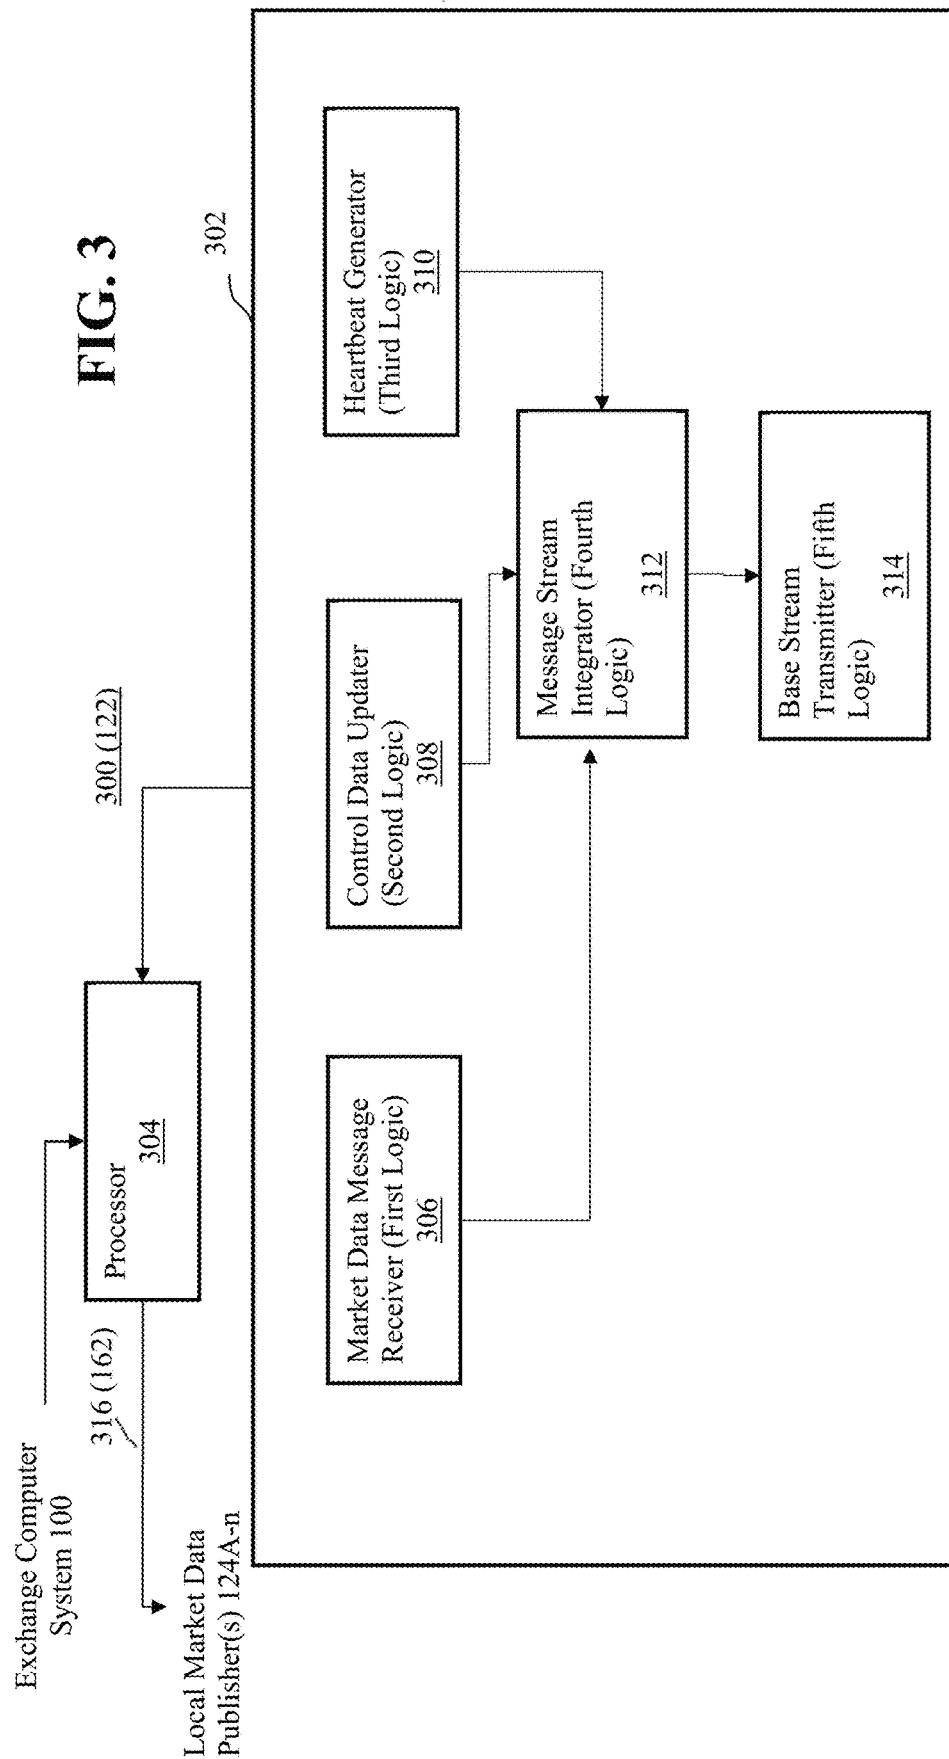 FIG. 3
300 (122)
302
Exchange Computer
System 100
316 (162)
Local Market Data
Publisher(s) 124A-n
Processor
304
Market Data Message
Receiver (First Logic)
306
Control Data Updater
(Second Logic)
308
Heartbeat Generator
(Third Logic)
310
Message Stream
Integrator (Fourth
Logic)
312
Base Stream
Transmitter (Fifth
Logic)
314